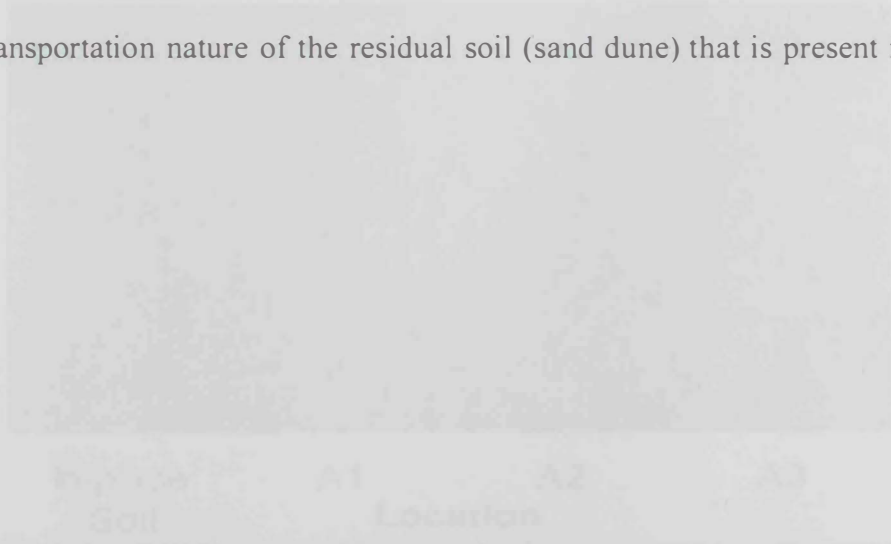 ansportation nature of the residual soil (sand dune) that is present
A1 A2 A3
Soil Location